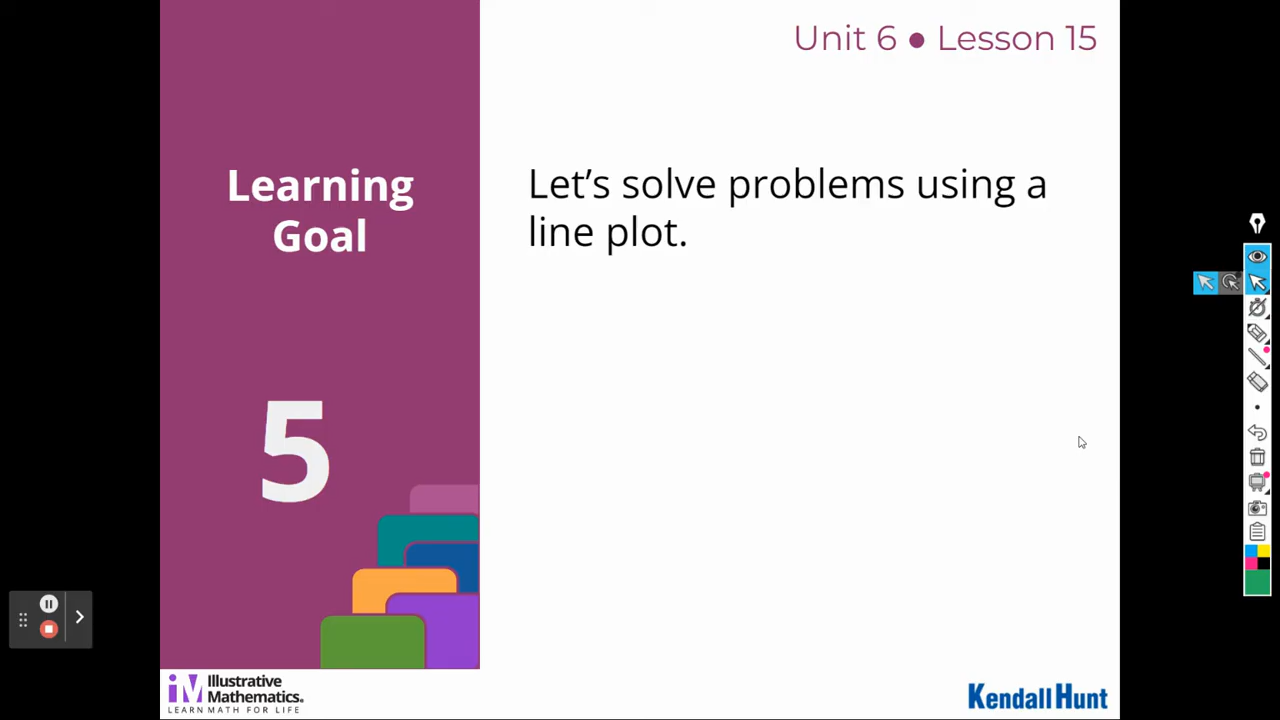 Unit 6 ● Lesson 15
Learning
Goal
Let's solve problems using a
line plot.
5
iM Illustrative
Mathematics.
LEARN MATH FOR LIFE
Kendall Hunt